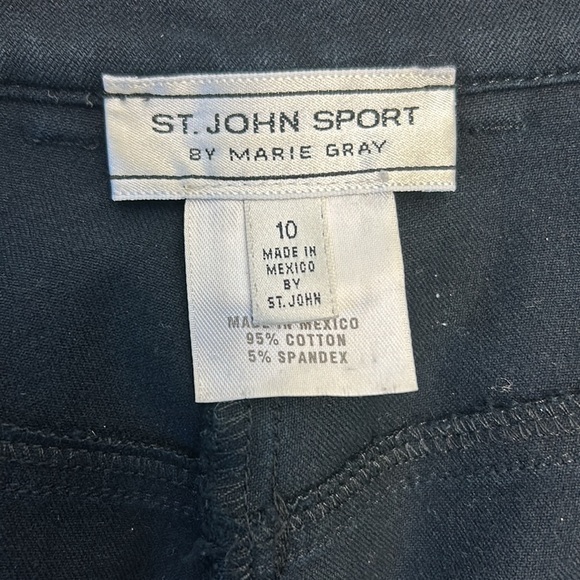 ST. JOHN SPORT
BY MARIE GRAY
10
MADE IN
MEXICO
BY
ST. JOHN
MADE IN MEXICO
95% COTTON
5% SPANDEX